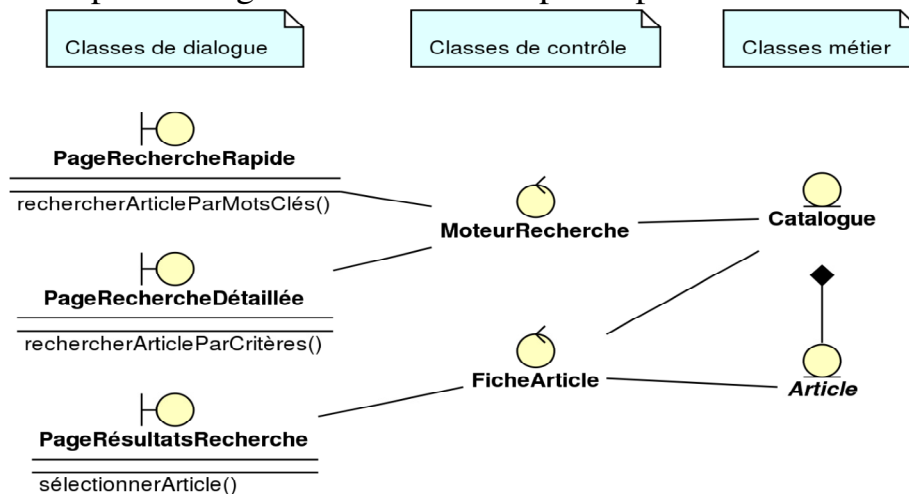 Classes de dialogue
Classes de contrôle
Classes métier
PageRechercheRapide
rechercherArticleParMotsClés()
MoteurRecherche
Catalogue
PageRechercheDétaillée
rechercherArticleParCritères()
FicheArticle
Article
PageRésultatsRecherche
sélectionnerArticle()